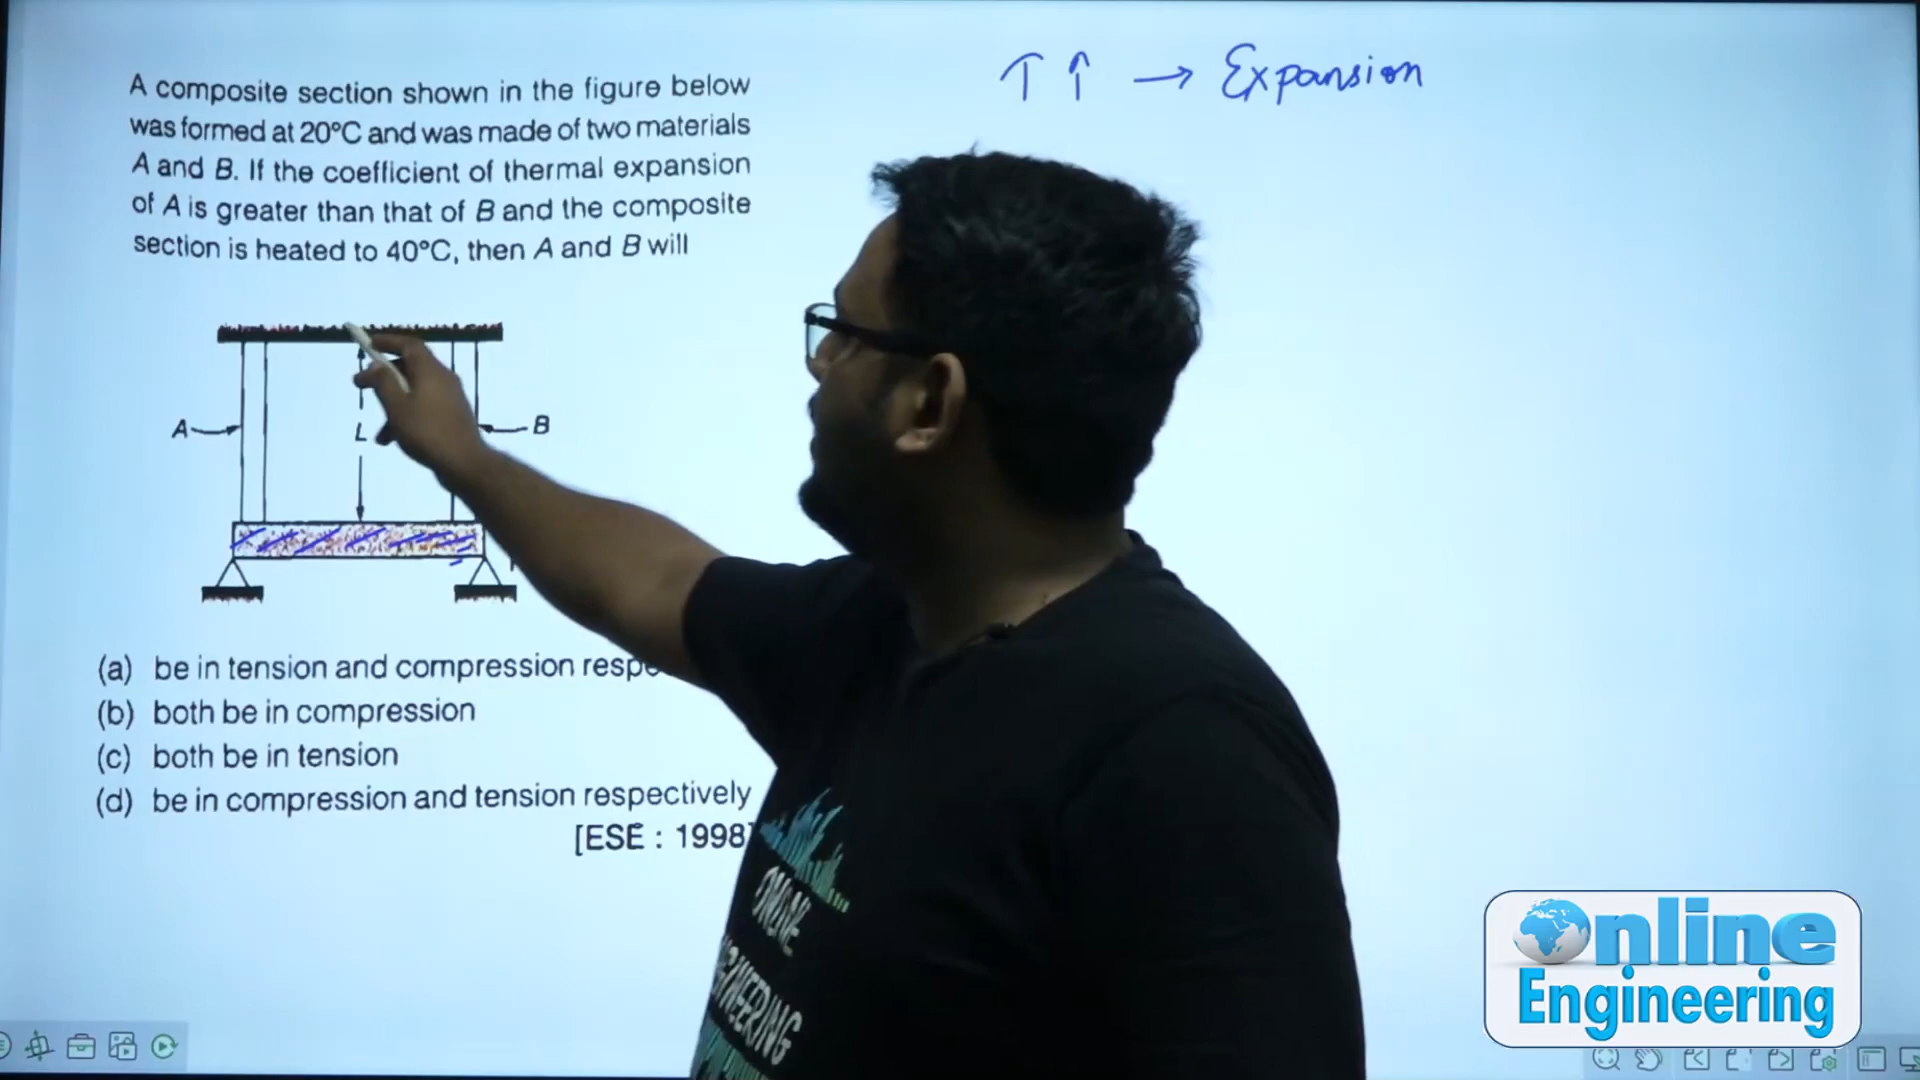 A composite section shown in the figure below
was formed at 20°C and was made of two materials
A and B. If the coefficient of thermal expansion
of A is greater than that of B and the composite
section is heated to 40°C, then A and B will
T ↑ → Expansion
A
L
B
(a) be in tension and compression
(b) both be in compression
(c) both be in tension
(d) be in compression and tension respectively
[ESE : 1998]
ONLINE
ENGINEERING
Online
Engineering